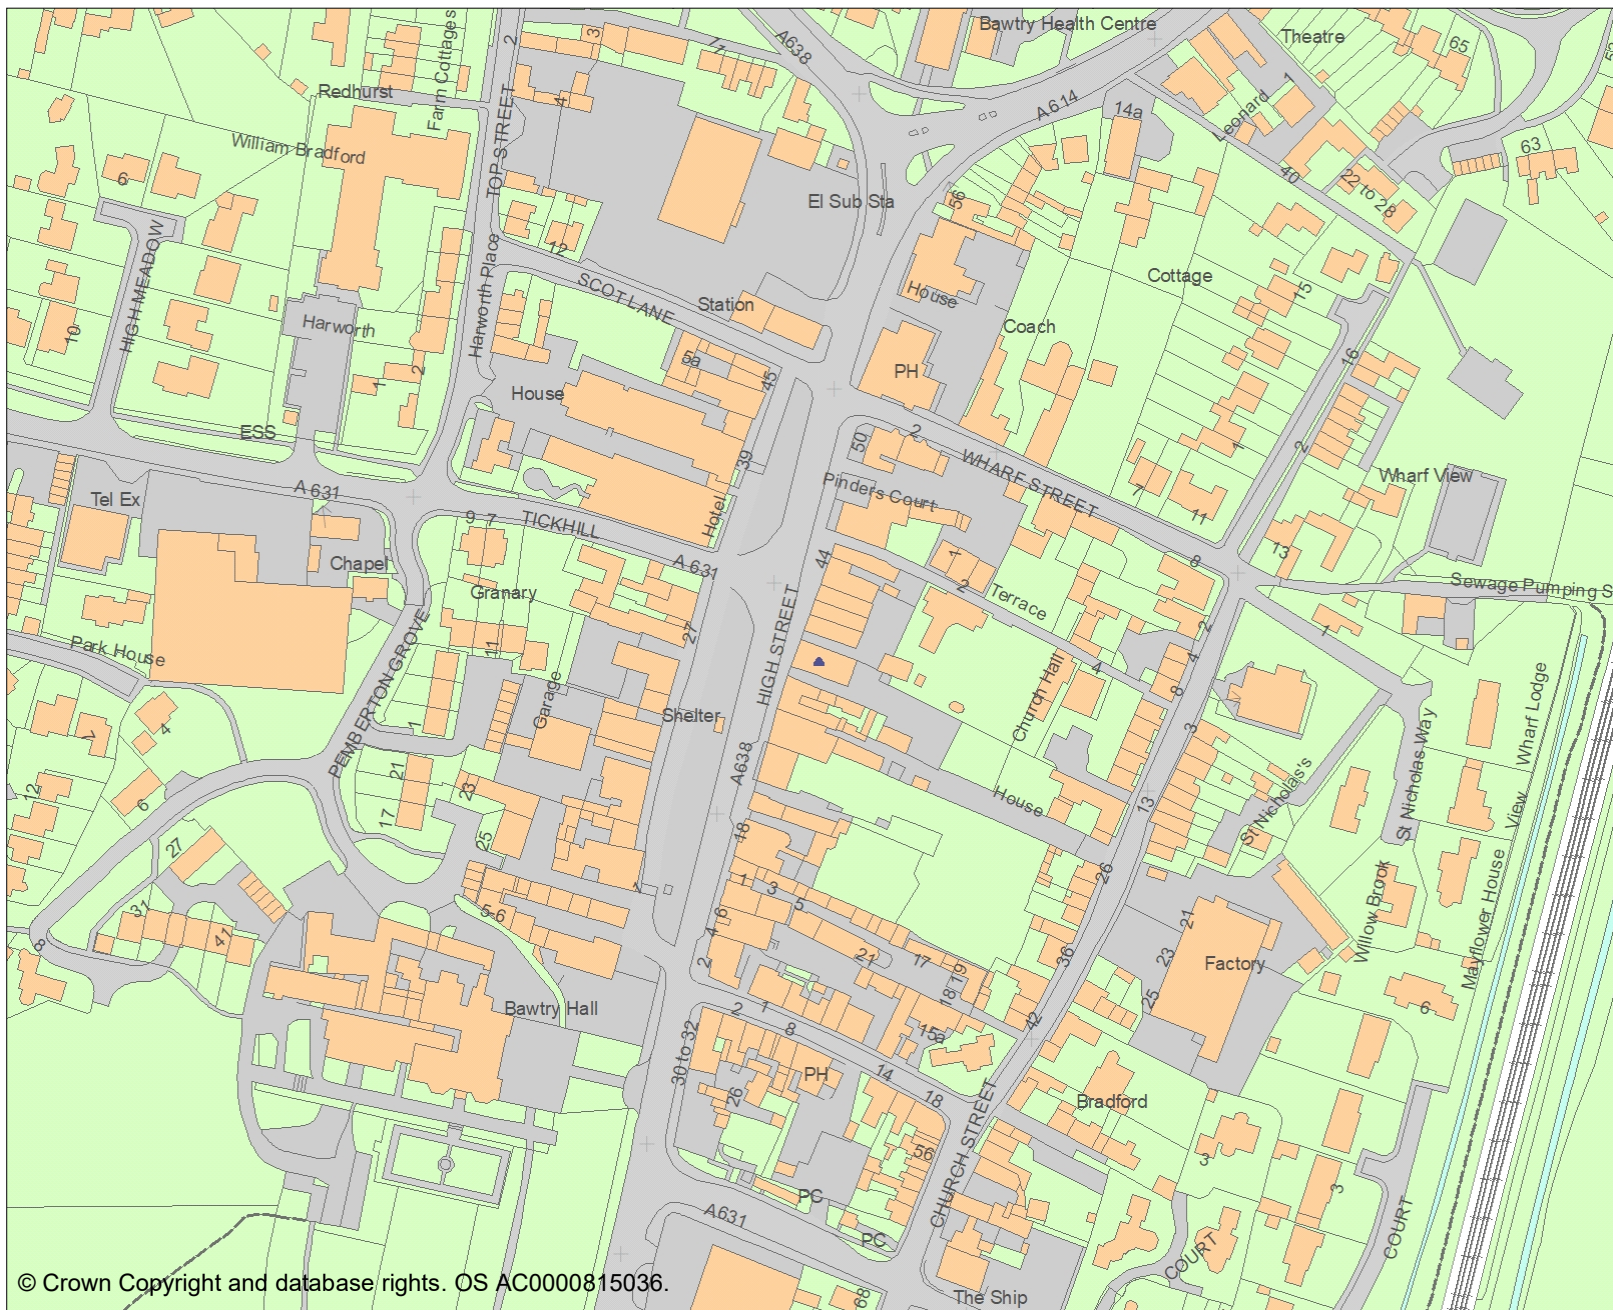 Bawtry Health Centre
Theatre
65
A638
11
3
2
Farm Cottages
Redhurst
4
A 614
14a
1
Leonard
63
William Bradford
TOP STREET
6
40
22 to 28
El Sub Sta
56
12
HIGH MEADOW
Harworth Place
SCOT LANE
Station
House
Cottage
15
10
Harworth
Coach
5a
45
PH
16
1
2
House
ESS
50
2
WHARF STREET
1
2
Wharf View
39
Pinders Court
7
11
Tel Ex
A 631
9
7
TICKHILL
Hotel
13
Chapel
A 631
44
1
8
Granary
2
Terrace
Sewage Pumping S
PEMBERTON GROVE
HIGH STREET
27
2
1
Park House
11
4
Church Hall
4
8
Garage
Shelter
3
Wharf Lodge
7
4
1
A638
St Nicholas Way
21
23
12
6
17
House
13
St Nicholas's
View
27
25
18
26
Willow Brook
Mayflower House
1
1
3
5
31
41
5-6
6
4
21
17
19
18
36
21
23
25
Factory
8
2
Bawtry Hall
2
1
8
15a
42
6
30 to 32
PH
14
18
26
Bradford
CHURCH STREET
56
3
3
PC
A631
PC
COURT
COURT
© Crown Copyright and database rights. OS AC0000815036.
68
The Ship